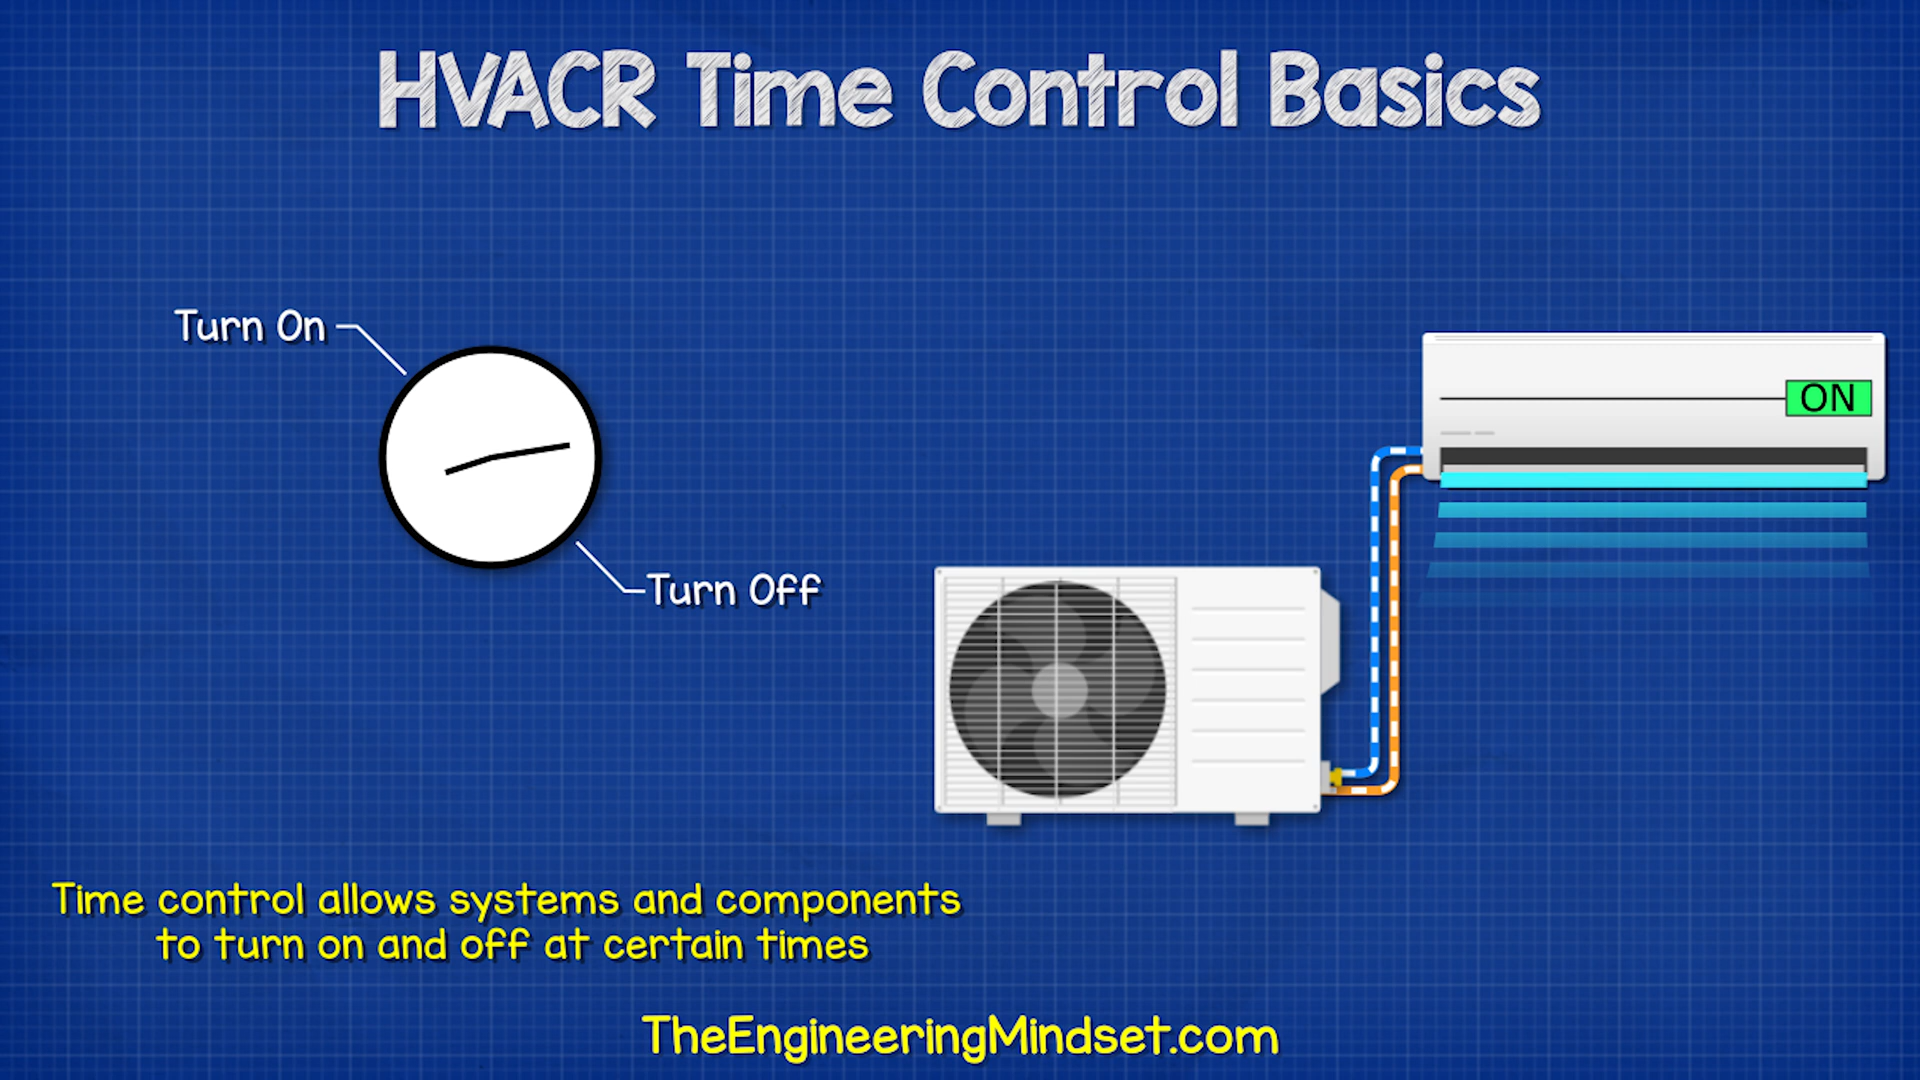 HVACR Time Control Basics
Turn On
ON
Turn Off
Time control allows systems and components
to turn on and off at certain times
TheEngineeringMindset.com